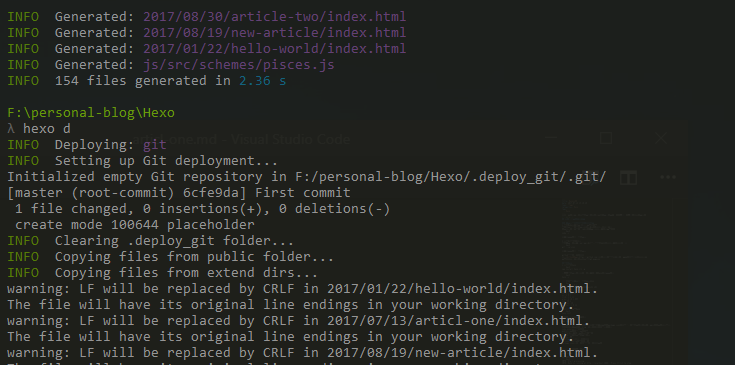 INFO  Generated: 2017/08/30/article-two/index.html
INFO  Generated: 2017/08/19/new-article/index.html
INFO  Generated: 2017/01/22/hello-world/index.html
INFO  Generated: js/src/schemes/pisces.js
INFO  154 files generated in 2.36 s
F:\personal-blog\Hexo
λ hexo d
INFO  Deploying: git
INFO  Setting up Git deployment...
Initialized empty Git repository in F:/personal-blog/Hexo/.deploy_git/.git/
[master (root-commit) 6cfe9da] First commit
 1 file changed, 0 insertions(+), 0 deletions(-)
 create mode 100644 placeholder
INFO  Clearing .deploy_git folder...
INFO  Copying files from public folder...
INFO  Copying files from extend dirs...
warning: LF will be replaced by CRLF in 2017/01/22/hello-world/index.html.
The file will have its original line endings in your working directory.
warning: LF will be replaced by CRLF in 2017/07/13/articl-one/index.html.
The file will have its original line endings in your working directory.
warning: LF will be replaced by CRLF in 2017/08/19/new-article/index.html.